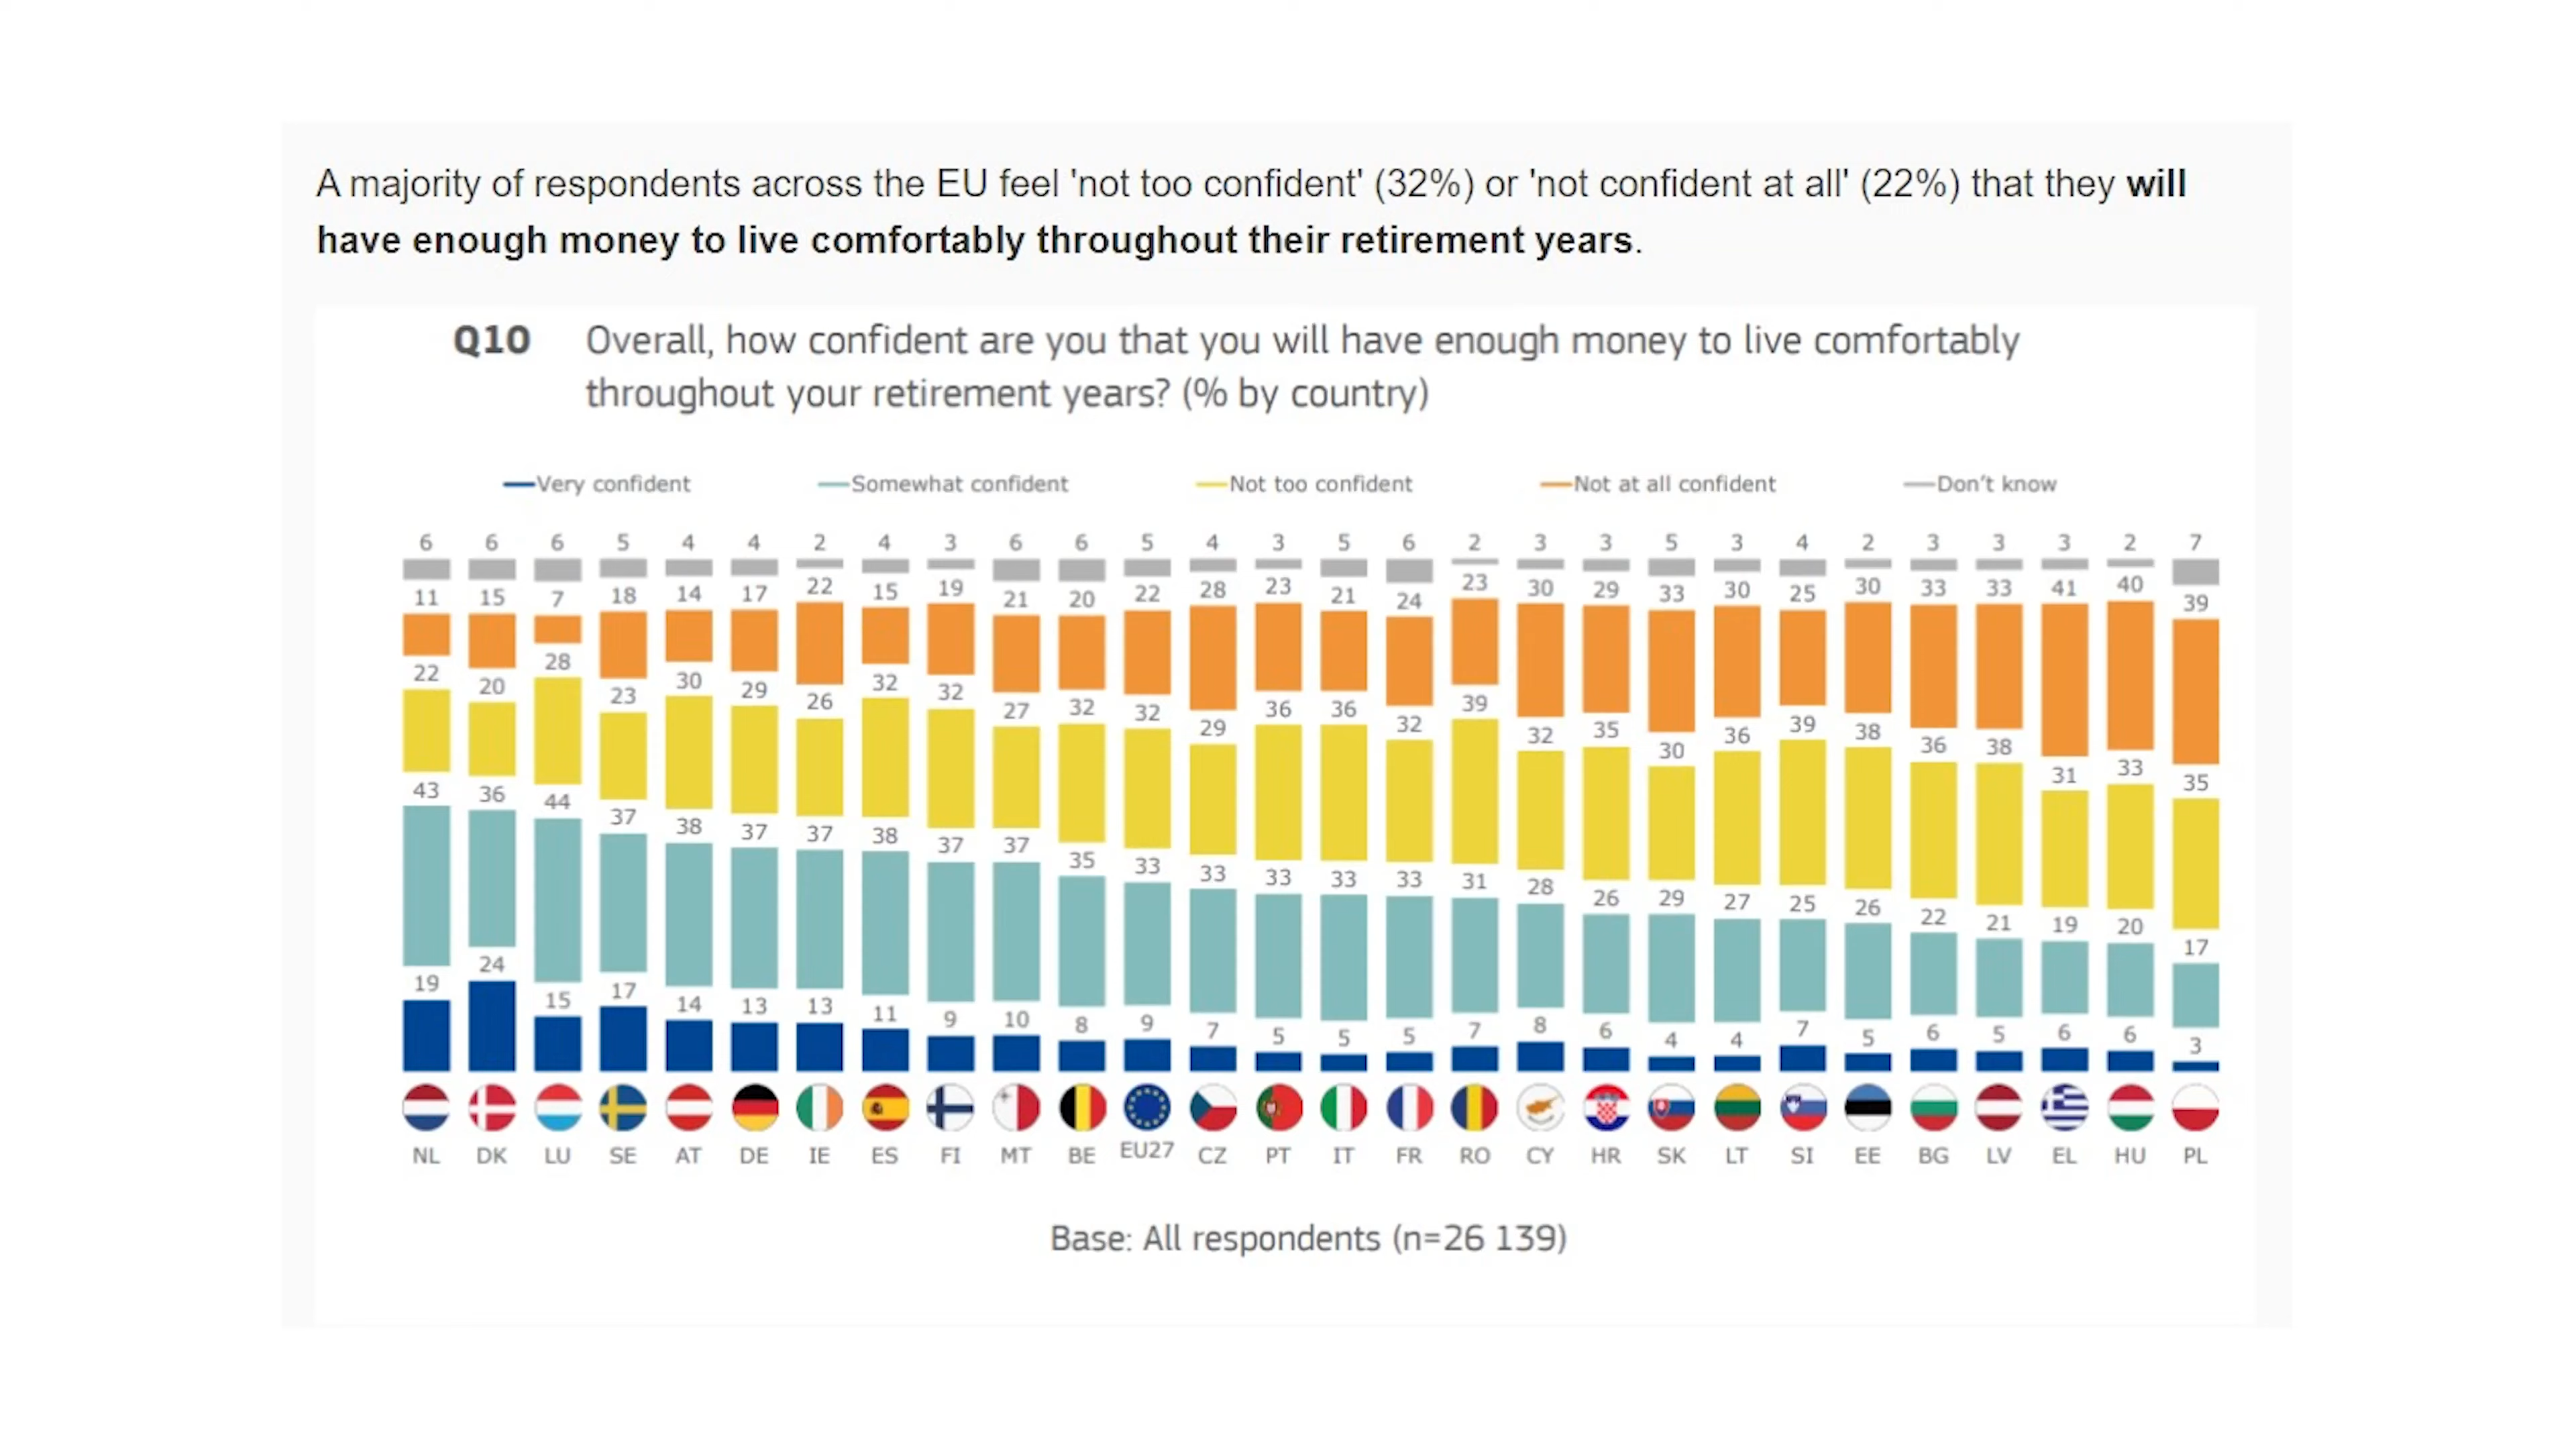 A majority of respondents across the EU feel 'not too confident' (32%) or 'not confident at all' (22%) that they will
have enough money to live comfortably throughout their retirement years.
Q10 Overall, how confident are you that you will have enough money to live comfortably
throughout your retirement years? (% by country)
Very confident Somewhat confident Not too confident Not at all confident Don't know
6 6 6 5 4 4 2 4 3 6 6 5 4 3 5 6 2 3 3 5 3 4 2 3 3 3 2 7
11 15 7 18 14 17 22 15 19 21 20 22 28 23 21 24 23 30 29 33 30 25 30 33 33 41 40 39
22 20 28 23 30 29 26 32 32 27 32 32 29 36 36 32 39 32 35 30 36 39 38 36 38 31 33 35
43 36 44 37 38 37 37 38 37 37 35 33 33 33 33 33 31 28 26 29 27 25 26 22 21 19 20 17
19 24 15 17 14 13 13 11 9 10 8 9 7 5 5 5 7 8 6 4 4 7 5 6 5 6 6 3
NL DK LU SE AT DE IE ES FI MT BE EU27 CZ PT IT FR RO CY HR SK LT SI EE BG LV EL HU PL
Base: All respondents (n=26 139)